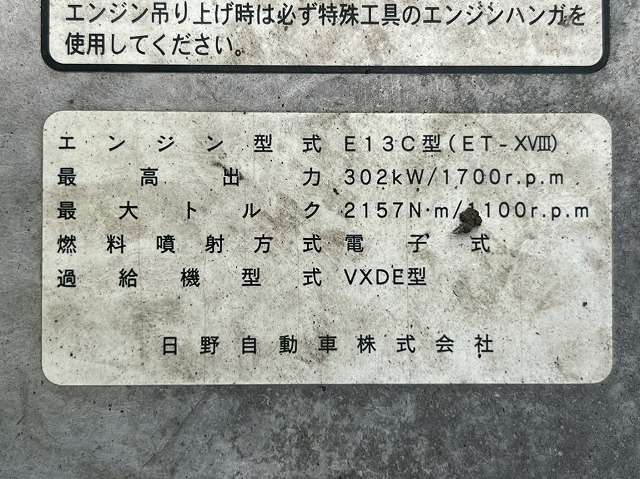 エンジン吊り上げ時は必ず特殊工具のエンジンハンガを
使用してください。
エンジン型式 E13C型(ET-XVIII)
最高出力 302kW/1700r.p.m
最大トルク 2157N·m/1100r.p.m
燃料噴射方式 電子式
過給機型式 VXDE型
日野自動車株式会社